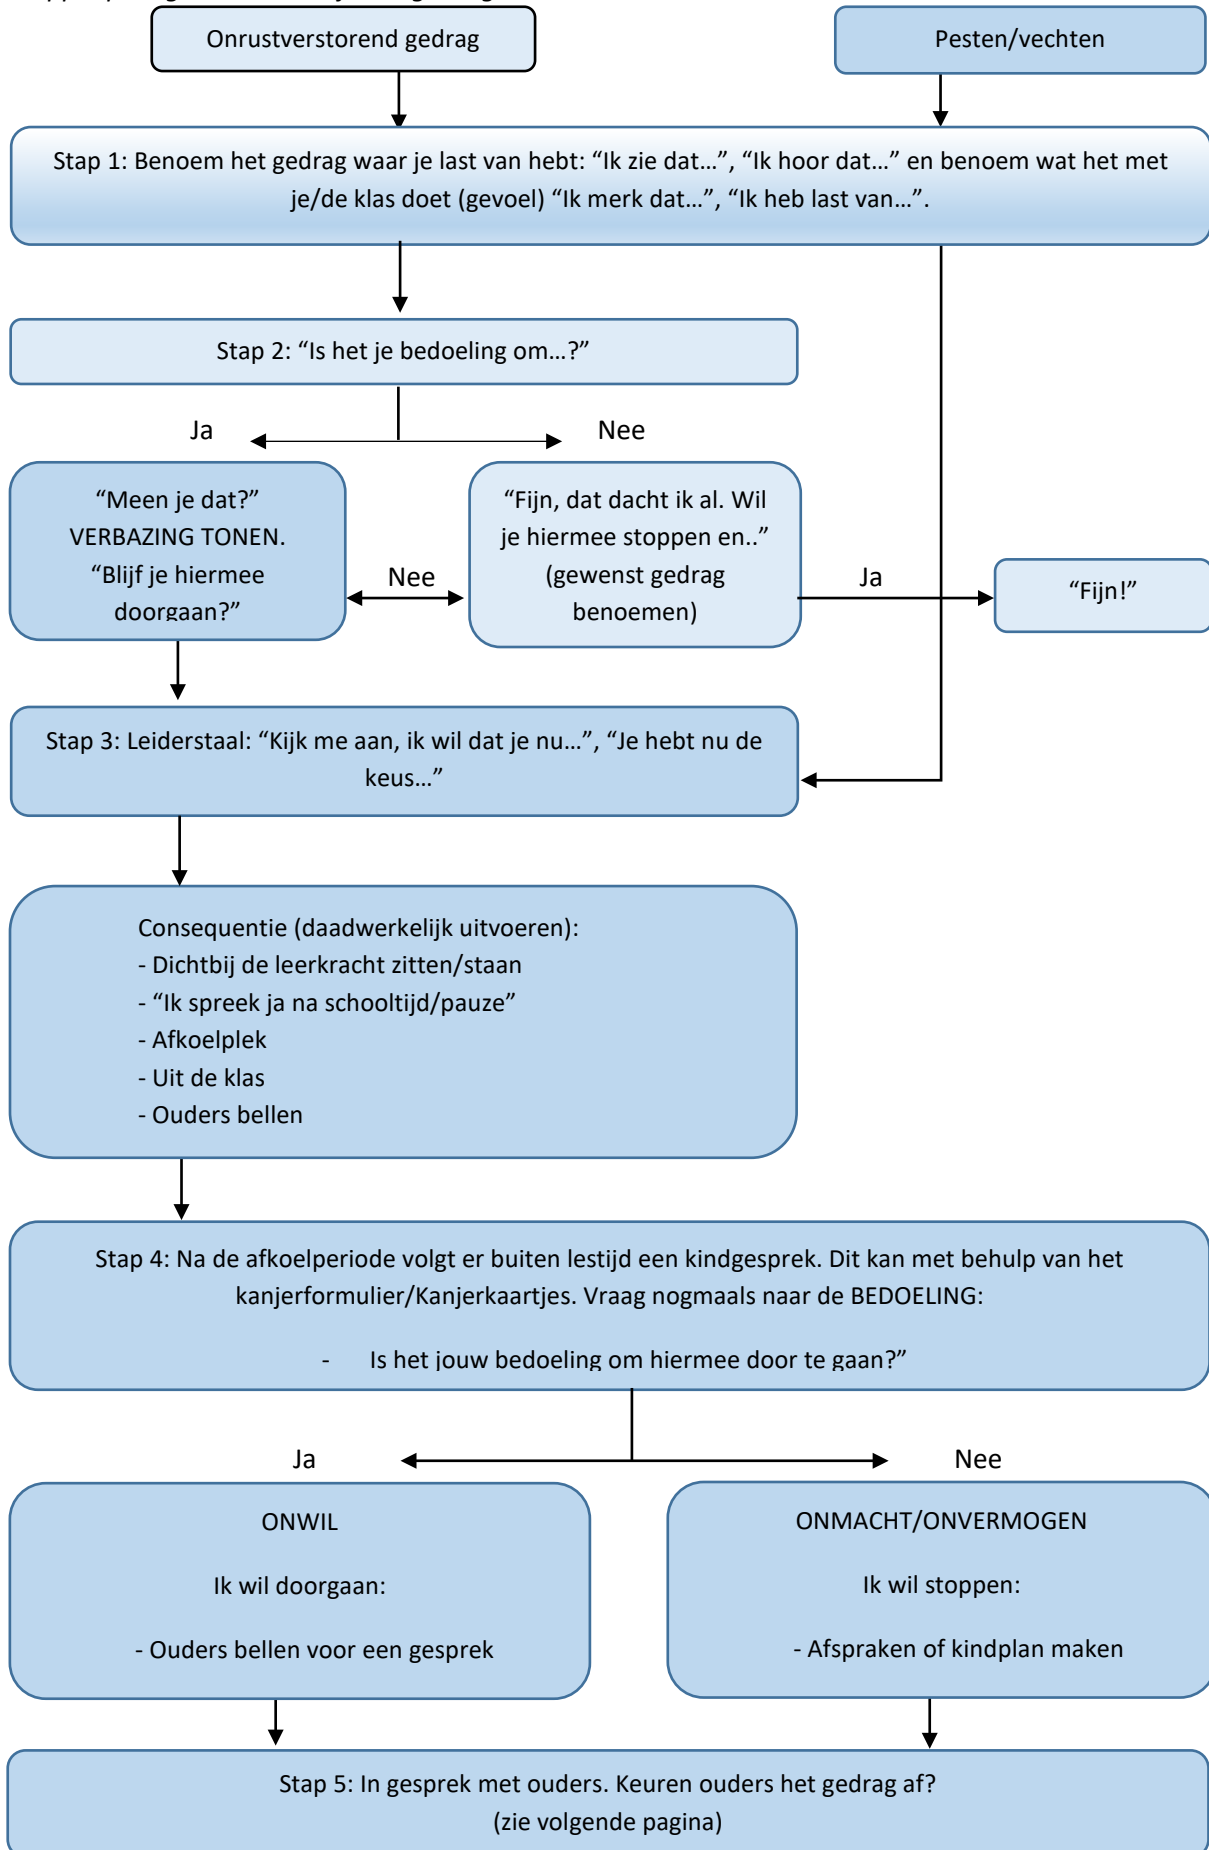 Onrustverstorend gedrag
Pesten/vechten
Stap 1: Benoem het gedrag waar je last van hebt: “Ik zie dat…”, “Ik hoor dat…” en benoem wat het met
je/de klas doet (gevoel) “Ik merk dat…”, “Ik heb last van…”.
Stap 2: “Is het je bedoeling om…?”
Ja
Nee
“Meen je dat?”
VERBAZING TONEN.
“Blijf je hiermee
doorgaan?”
Nee
“Fijn, dat dacht ik al. Wil
je hiermee stoppen en..”
(gewenst gedrag
benoemen)
Ja
“Fijn!”
Stap 3: Leiderstaal: “Kijk me aan, ik wil dat je nu…”, “Je hebt nu de
keus…”
Consequentie (daadwerkelijk uitvoeren):
- Dichtbij de leerkracht zitten/staan
- “Ik spreek ja na schooltijd/pauze”
- Afkoelplek
- Uit de klas
- Ouders bellen
Stap 4: Na de afkoelperiode volgt er buiten lestijd een kindgesprek. Dit kan met behulp van het
kanjerformulier/Kanjerkaartjes. Vraag nogmaals naar de BEDOELING:
- Is het jouw bedoeling om hiermee door te gaan?”
Ja
Nee
ONWIL
Ik wil doorgaan:
- Ouders bellen voor een gesprek
ONMACHT/ONVERMOGEN
Ik wil stoppen:
- Afspraken of kindplan maken
Stap 5: In gesprek met ouders. Keuren ouders het gedrag af?
(zie volgende pagina)